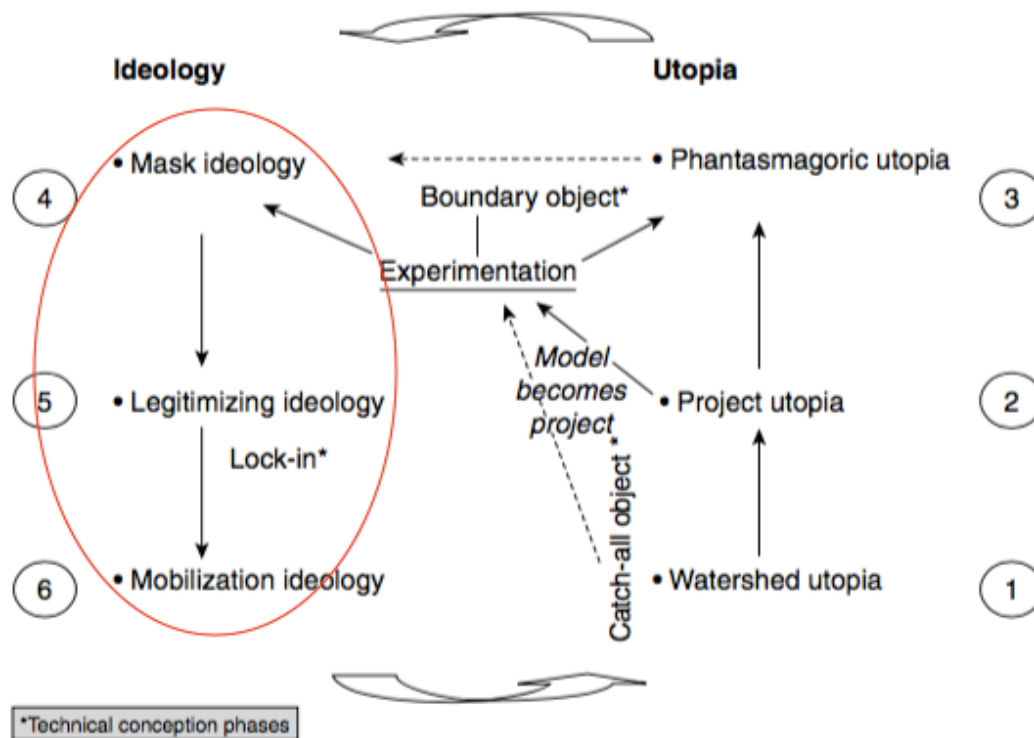 Ideology
Utopia
• Mask ideology
• Phantasmagoric utopia
4
3
Boundary object*
Experimentation
Model
becomes
project
5
• Legitimizing ideology
• Project utopia
2
Lock-in*
Catch-all object *
6
• Mobilization ideology
• Watershed utopia
1
*Technical conception phases